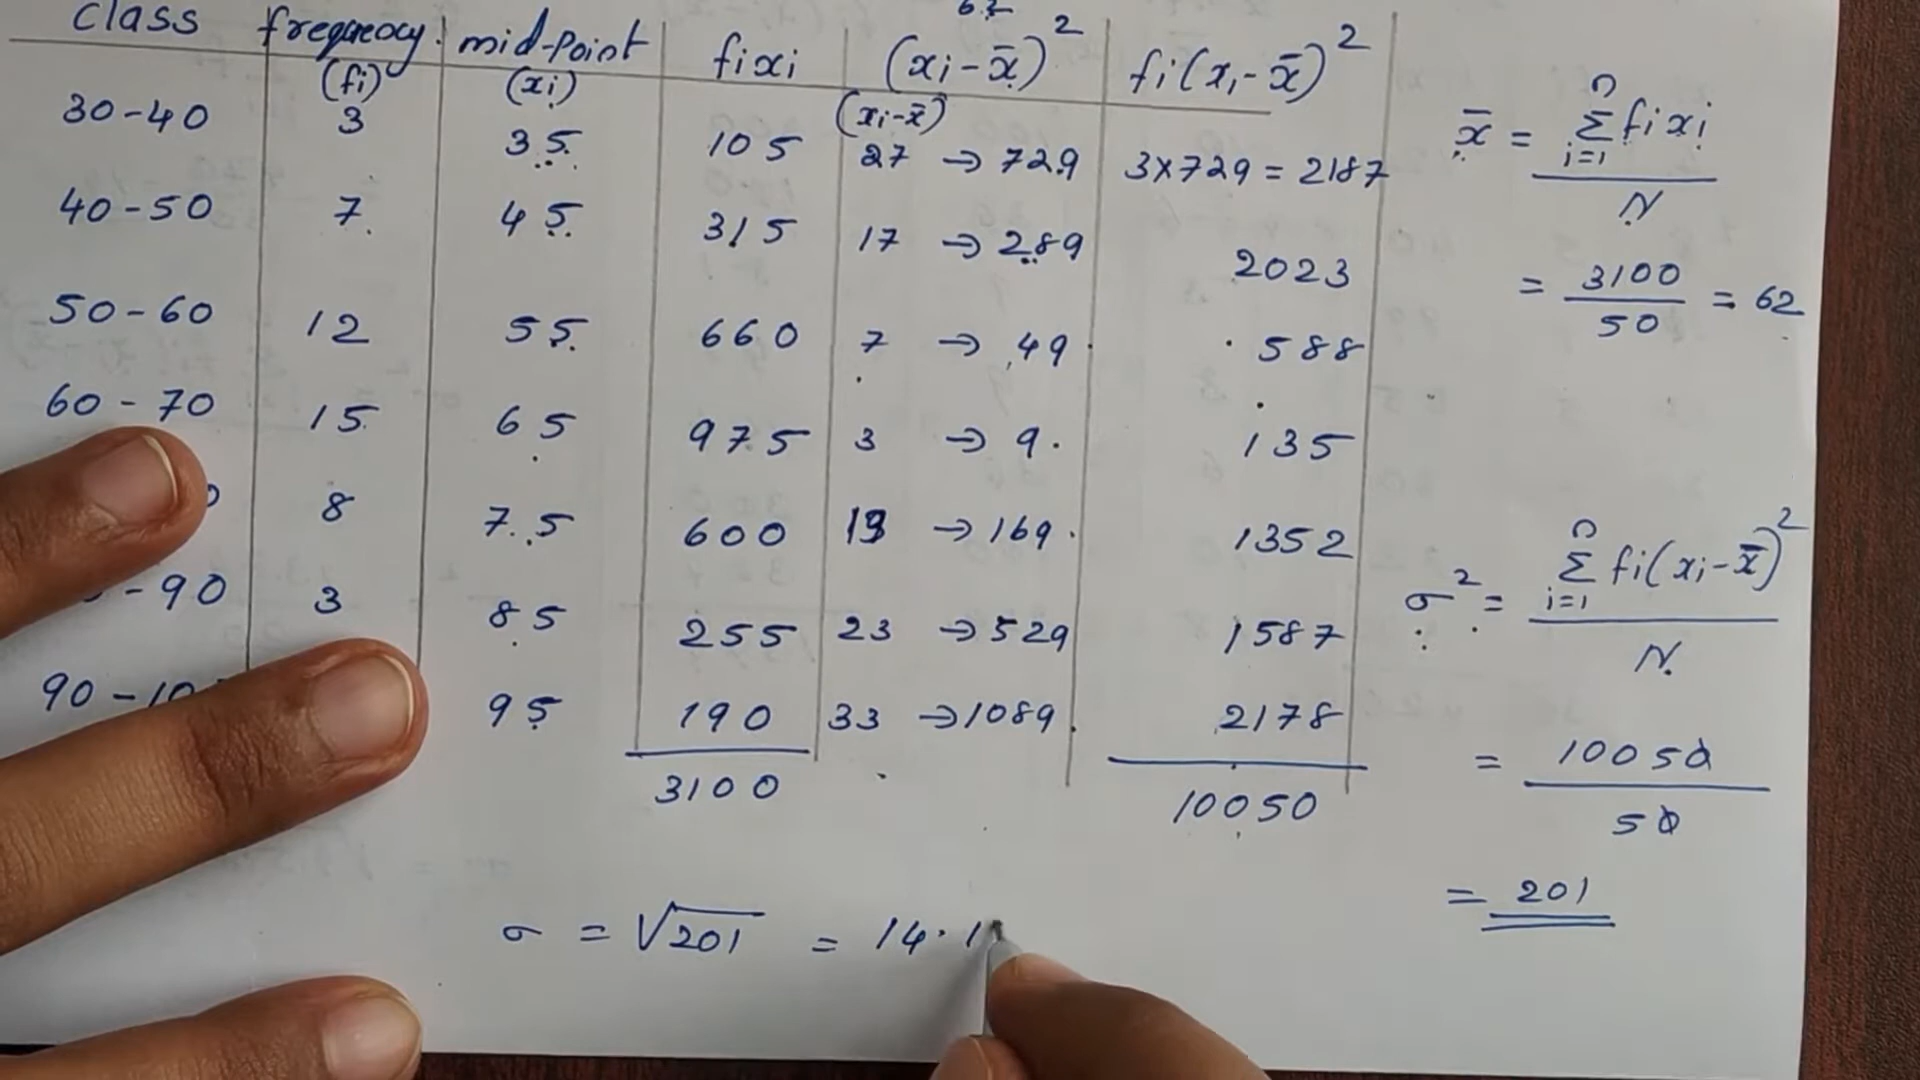 class frequency mid-point fixi (xi - x̄)² fi(xi - x̄)²
(fi) (xi) (xi - x̄)
30-40 3 35 105 27 → 729 3×729 = 2187
40-50 7 45 315 17 → 289 2023
50-60 12 55 660 7 → 49 588
60-70 15 65 975 3 → 9 135
8 75 600 13 → 169 1352
-90 3 85 255 23 → 529 1587
90-10 95 190 33 → 1089 2178
3100 10050
x̄ = n Σ i=1 fixi / N
= 3100 / 50 = 62
σ² = n Σ i=1 fi(xi - x̄)² / N
= 10050 / 50
= 201
σ = √201 = 14.1